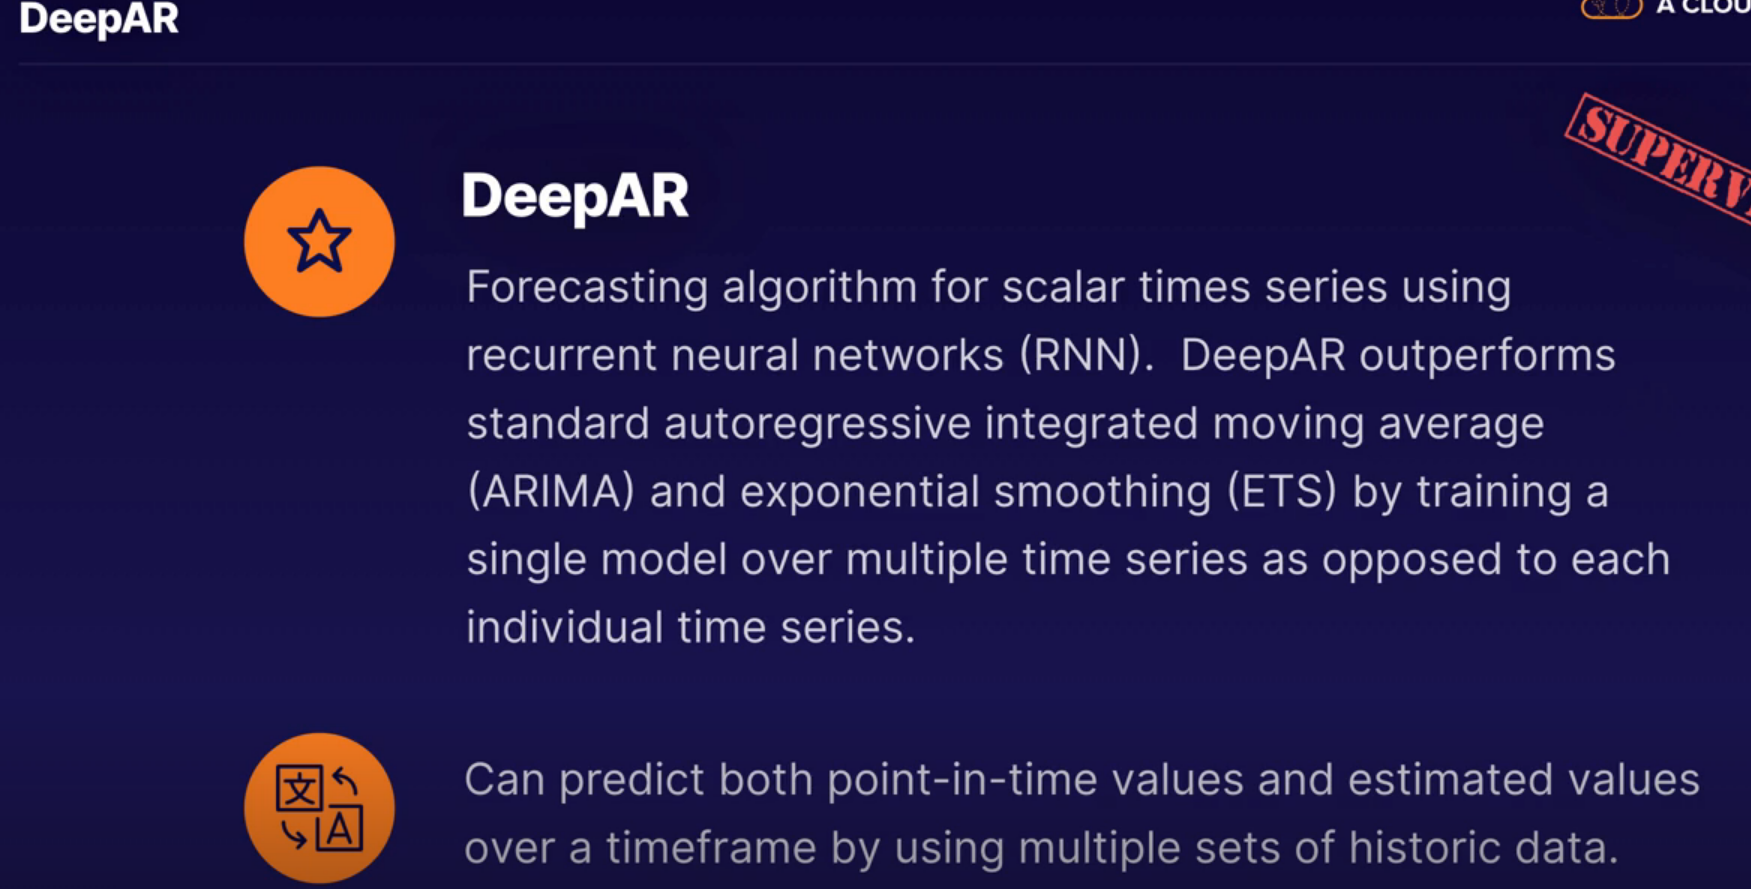 DeepAR
A CLOU
SUPERV
DeepAR
Forecasting algorithm for scalar times series using
recurrent neural networks (RNN). DeepAR outperforms
standard autoregressive integrated moving average
(ARIMA) and exponential smoothing (ETS) by training a
single model over multiple time series as opposed to each
individual time series.
文
A
Can predict both point-in-time values and estimated values
over a timeframe by using multiple sets of historic data.